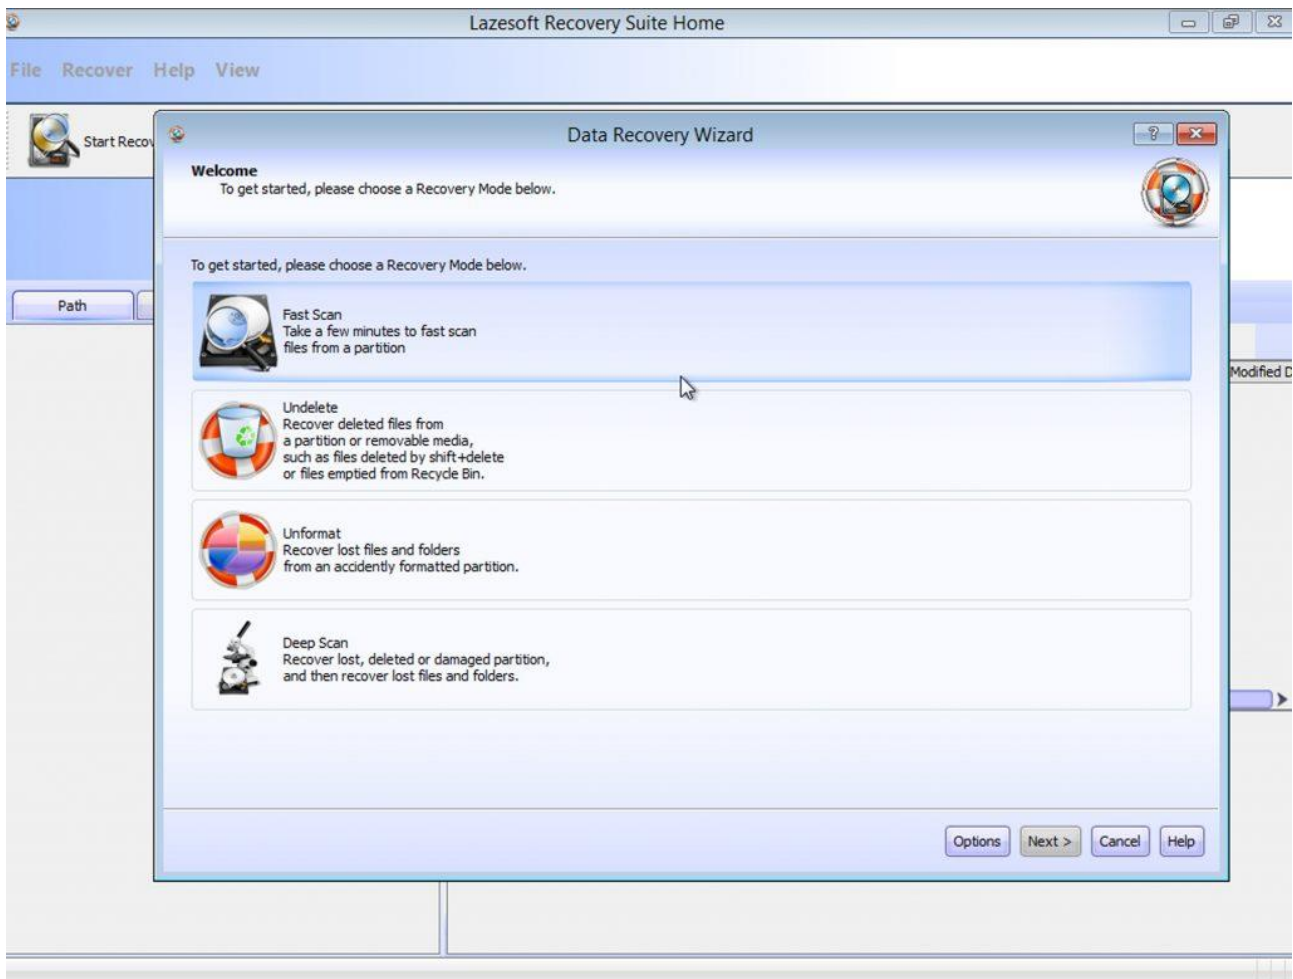 Lazesoft Recovery Suite Home
File Recover Help View
Start Recov
Data Recovery Wizard
Welcome
To get started, please choose a Recovery Mode below.
To get started, please choose a Recovery Mode below.
Path
Fast Scan
Take a few minutes to fast scan
files from a partition
Modified D
Undelete
Recover deleted files from
a partition or removable media,
such as files deleted by shift+delete
or files emptied from Recycle Bin.
Unformat
Recover lost files and folders
from an accidently formatted partition.
Deep Scan
Recover lost, deleted or damaged partition,
and then recover lost files and folders.
Options Next > Cancel Help